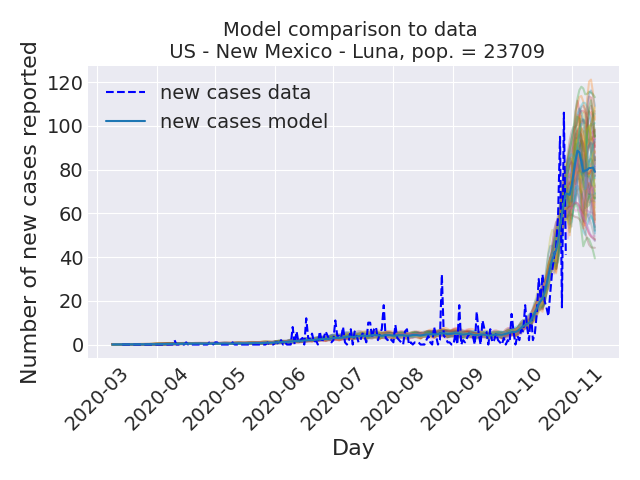 Model comparison to data
US - New Mexico - Luna, pop. = 23709
Number of new cases reported
120
100
80
60
40
20
0
new cases data
new cases model
2020-03
2020-04
2020-05
2020-06
2020-07
2020-08
2020-09
2020-10
2020-11
Day